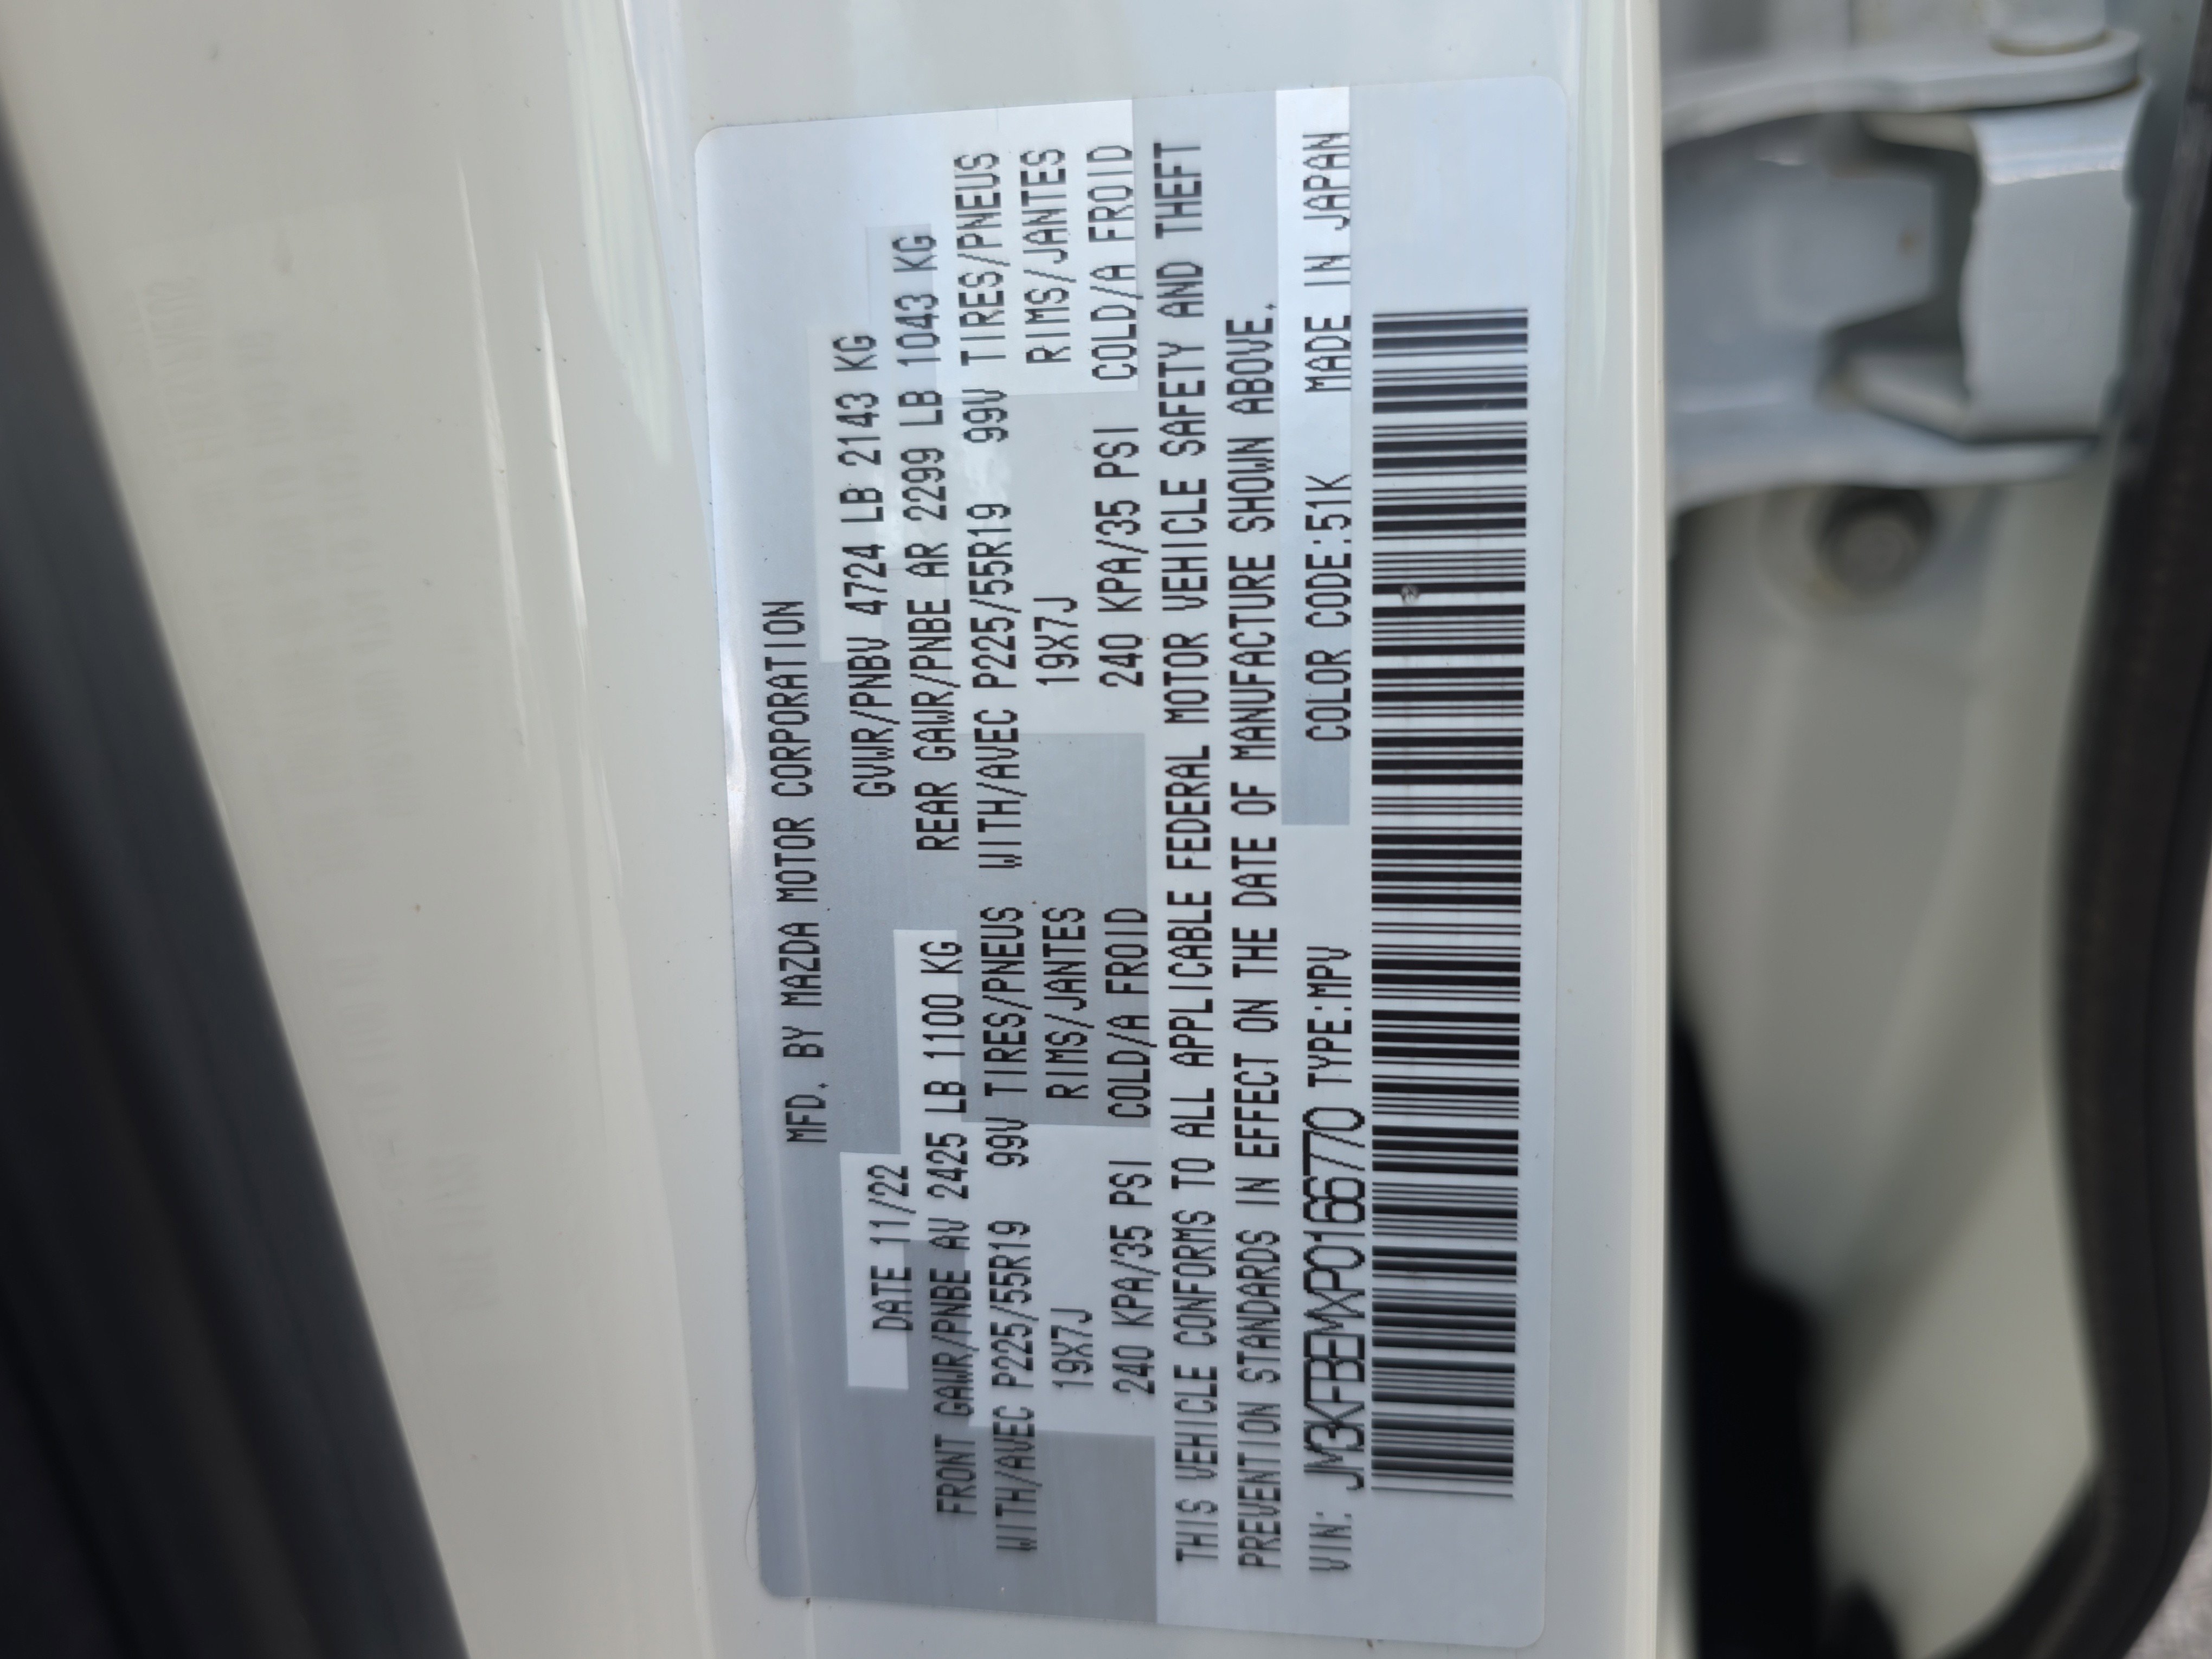 MFD. BY MAZDA MOTOR CORPORATION
DATE 11/22 GVWR/PNBV 4724 LB 2143 KG
FRONT GAWR/PNBE AV 2425 LB 1100 KG REAR GAWR/PNBE AR 2299 LB 1043 KG
WITH/AVEC P225/55R19 99V TIRES/PNEUS WITH/AVEC P225/55R19 99V TIRES/PNEUS
19X7J RIMS/JANTES 19X7J RIMS/JANTES
240 KPA/35 PSI COLD/A FROID 240 KPA/35 PSI COLD/A FROID
THIS VEHICLE CONFORMS TO ALL APPLICABLE FEDERAL MOTOR VEHICLE SAFETY AND THEFT
PREVENTION STANDARDS IN EFFECT ON THE DATE OF MANUFACTURE SHOWN ABOVE.
VIN: JM3KFBEMXP0166770 TYPE:MPV COLOR CODE:51K MADE IN JAPAN